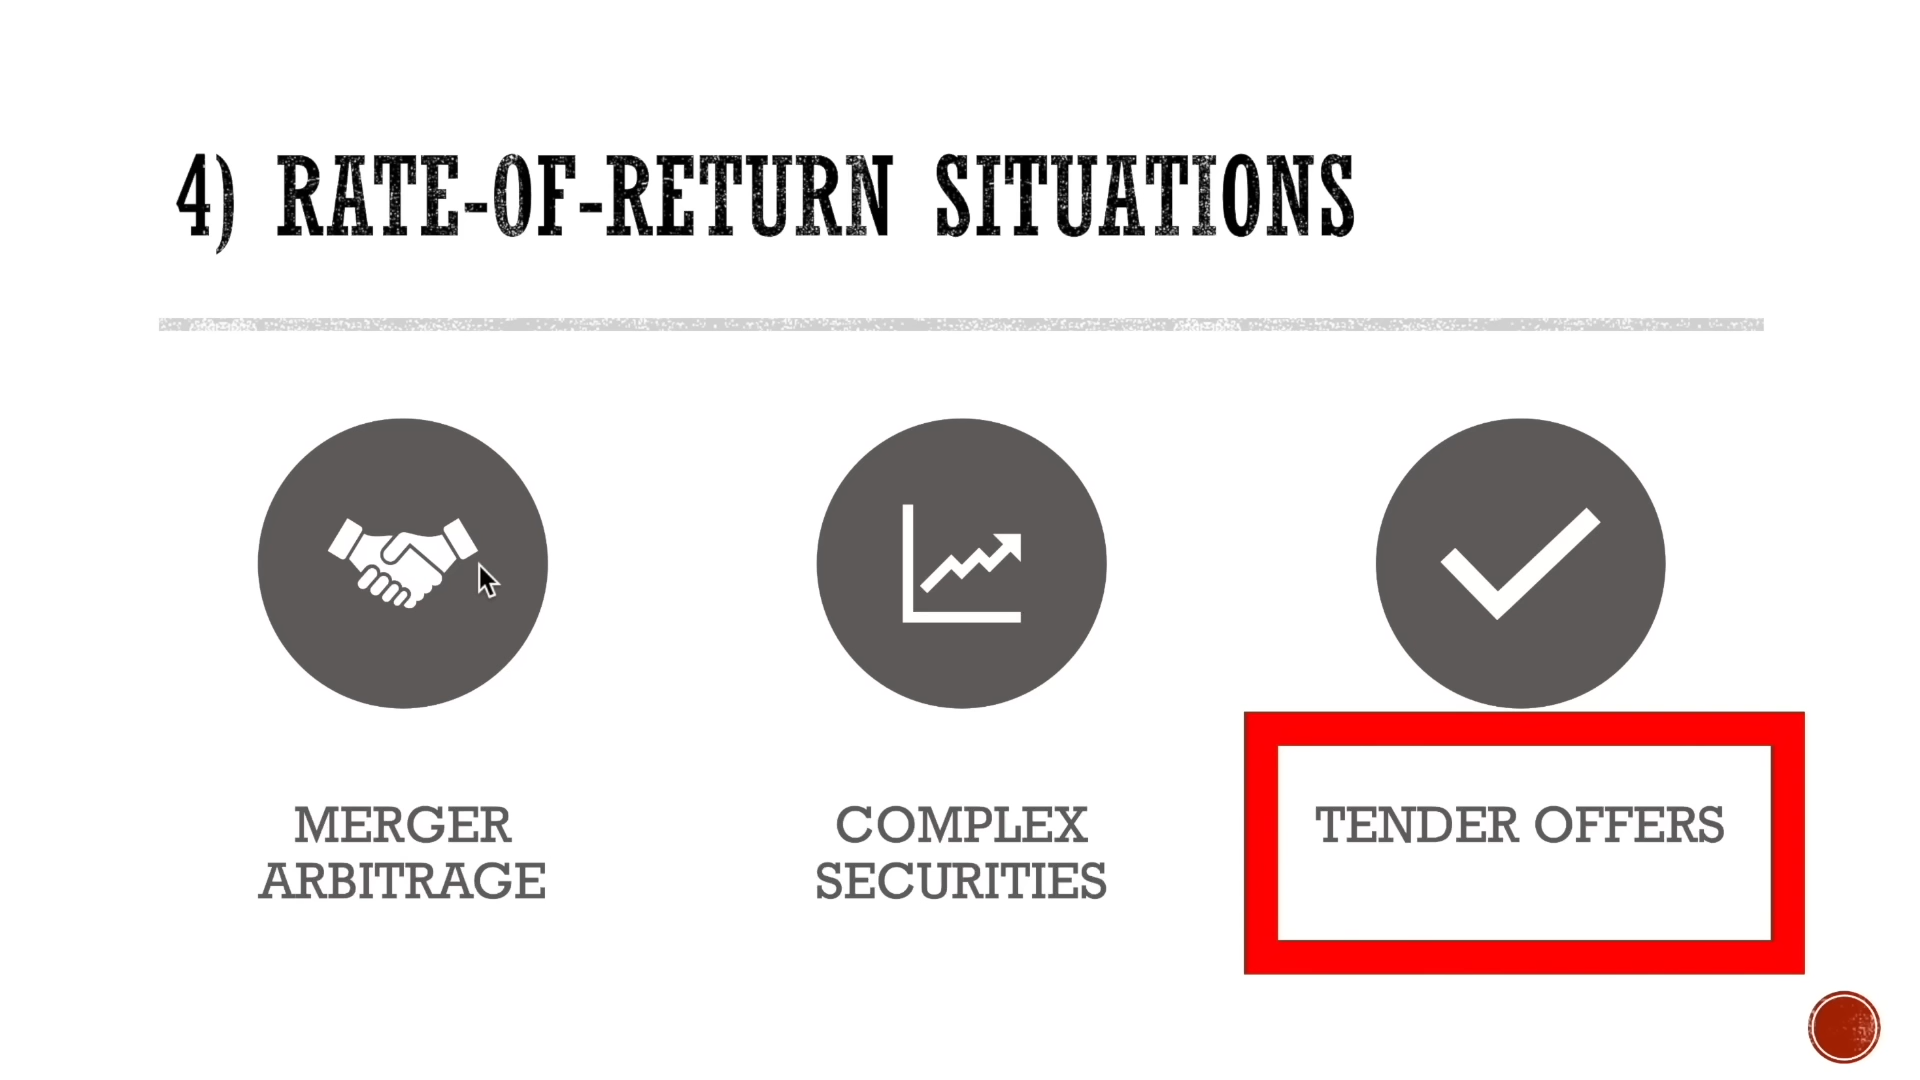 4) RATE-OF-RETURN SITUATIONS
MERGER
ARBITRAGE
COMPLEX
SECURITIES
TENDER OFFERS